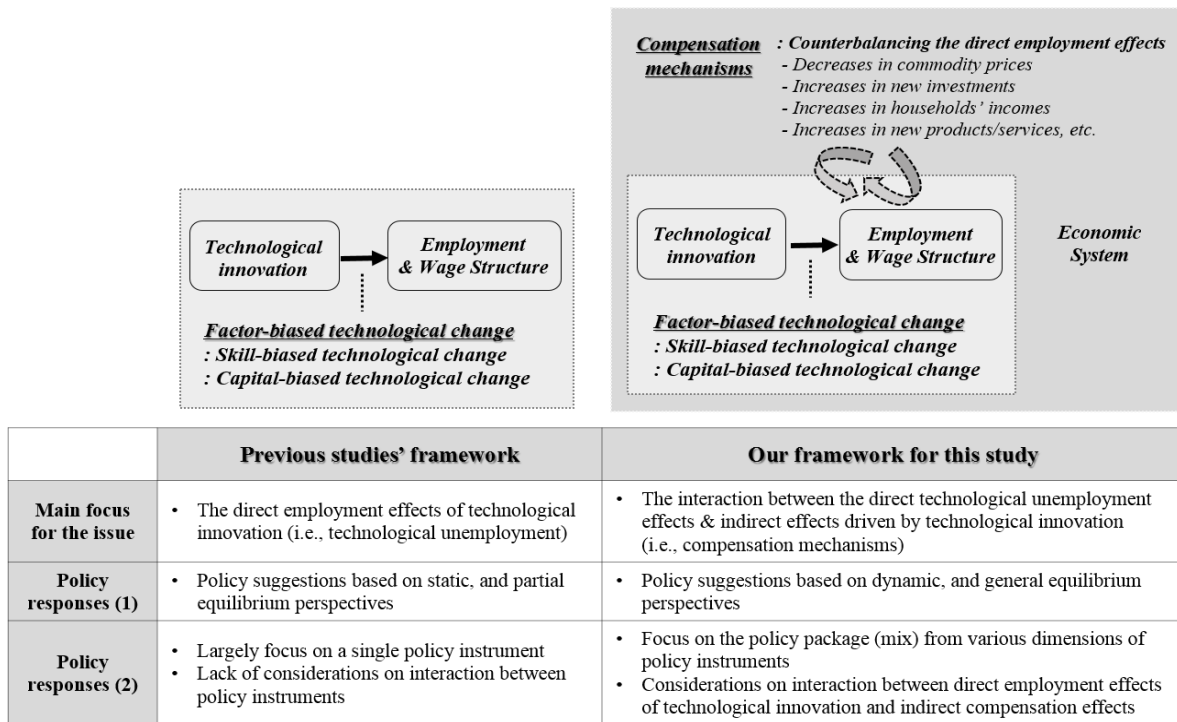 Compensation
mechanisms
: Counterbalancing the direct employment effects
- Decreases in commodity prices
- Increases in new investments
- Increases in households' incomes
- Increases in new products/services, etc.
Technological
innovation
Employment
& Wage Structure
Factor-biased technological change
: Skill-biased technological change
: Capital-biased technological change
Technological
innovation
Employment
& Wage Structure
Economic
System
Factor-biased technological change
: Skill-biased technological change
: Capital-biased technological change
Previous studies' framework
Our framework for this study
Main focus
for the issue
• The direct employment effects of technological
innovation (i.e., technological unemployment)
• The interaction between the direct technological unemployment
effects & indirect effects driven by technological innovation
(i.e., compensation mechanisms)
Policy
responses (1)
• Policy suggestions based on static, and partial
equilibrium perspectives
• Policy suggestions based on dynamic, and general equilibrium
perspectives
Policy
responses (2)
• Largely focus on a single policy instrument
• Lack of considerations on interaction between
policy instruments
• Focus on the policy package (mix) from various dimensions of
policy instruments
• Considerations on interaction between direct employment effects
of technological innovation and indirect compensation effects